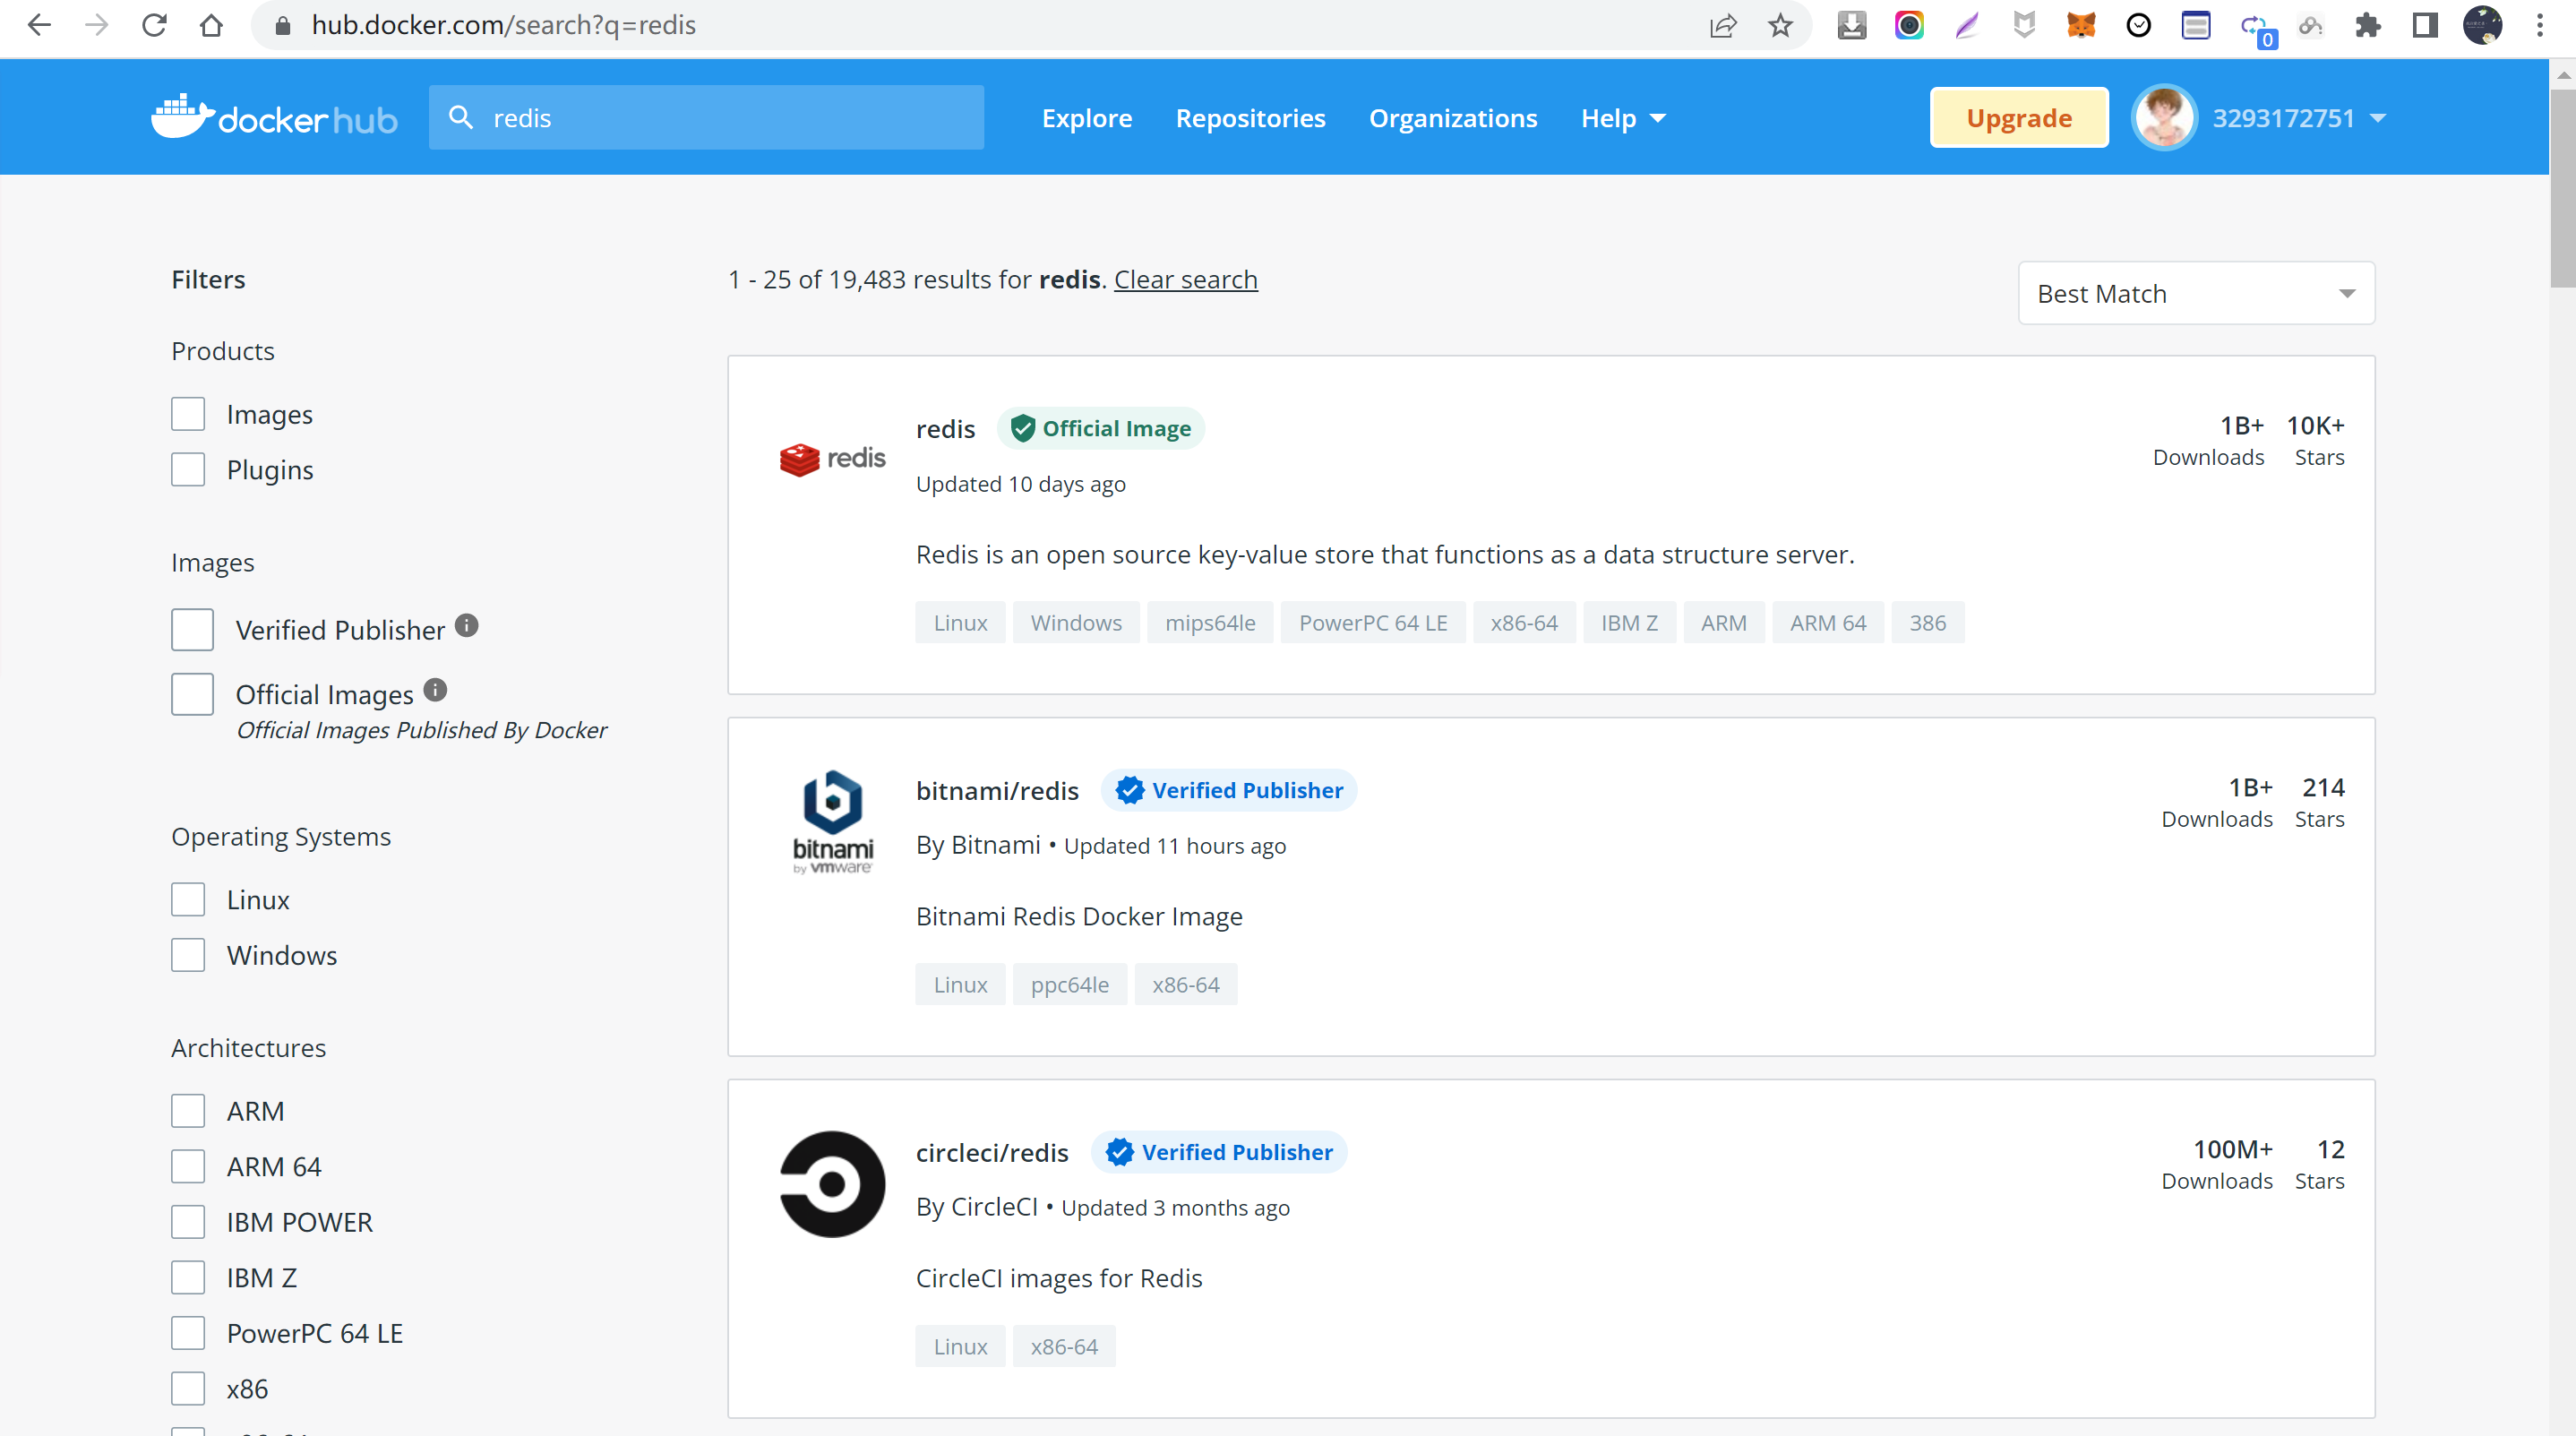 hub.docker.com/search?q=redis
0
dockerhub
redis
Explore
Repositories
Organizations
Help
Upgrade
3293172751
Filters
1 - 25 of 19,483 results for redis. Clear search
Best Match
Products
Images
Plugins
Images
Verified Publisher
Official Images
Official Images Published By Docker
Operating Systems
Linux
Windows
Architectures
ARM
ARM 64
IBM POWER
IBM Z
PowerPC 64 LE
x86
redis
redis Official Image
1B+ 10K+
Downloads Stars
Updated 10 days ago
Redis is an open source key-value store that functions as a data structure server.
Linux Windows mips64le PowerPC 64 LE x86-64 IBM Z ARM ARM 64 386
bitnami
by vmware
bitnami/redis Verified Publisher
1B+ 214
Downloads Stars
By Bitnami • Updated 11 hours ago
Bitnami Redis Docker Image
Linux ppc64le x86-64
circleci/redis Verified Publisher
100M+ 12
Downloads Stars
By CircleCI • Updated 3 months ago
CircleCI images for Redis
Linux x86-64